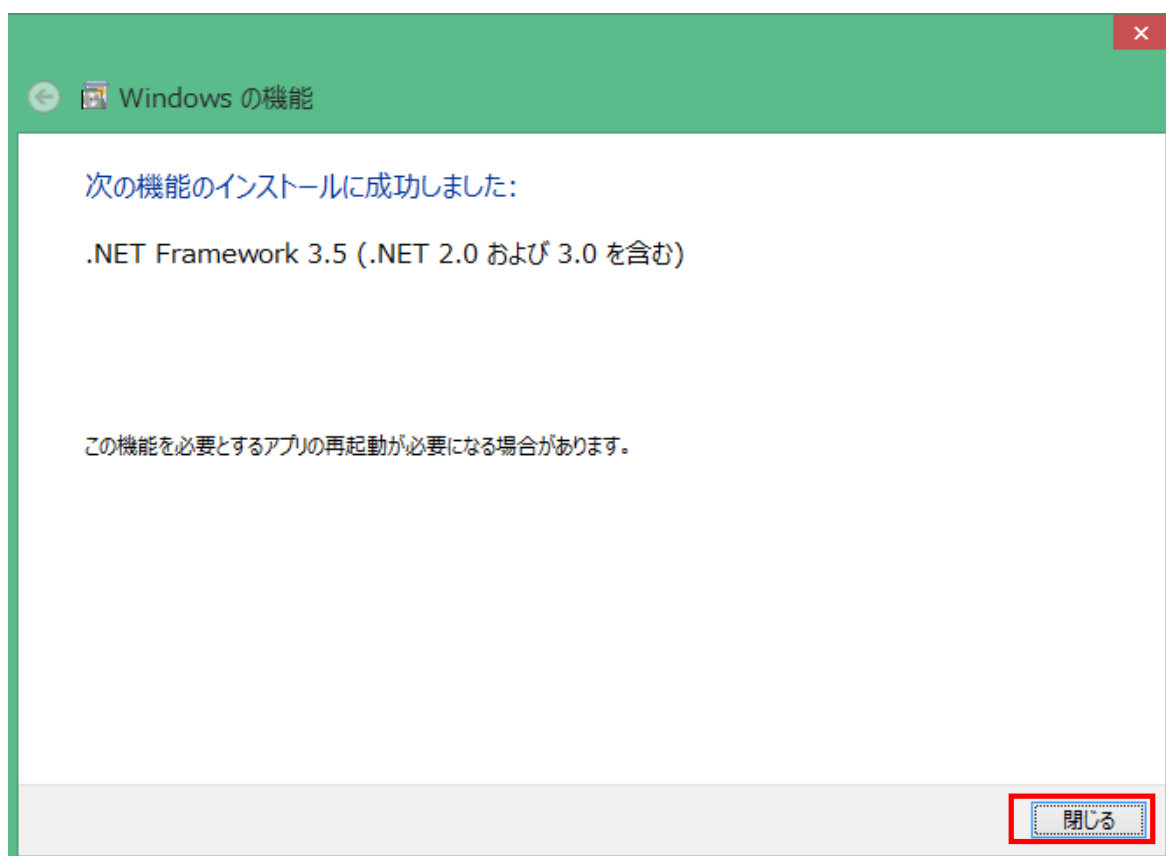 Windows の機能
次の機能のインストールに成功しました:
.NET Framework 3.5 (.NET 2.0 および 3.0 を含む)
この機能を必要とするアプリの再起動が必要になる場合があります。
閉じる